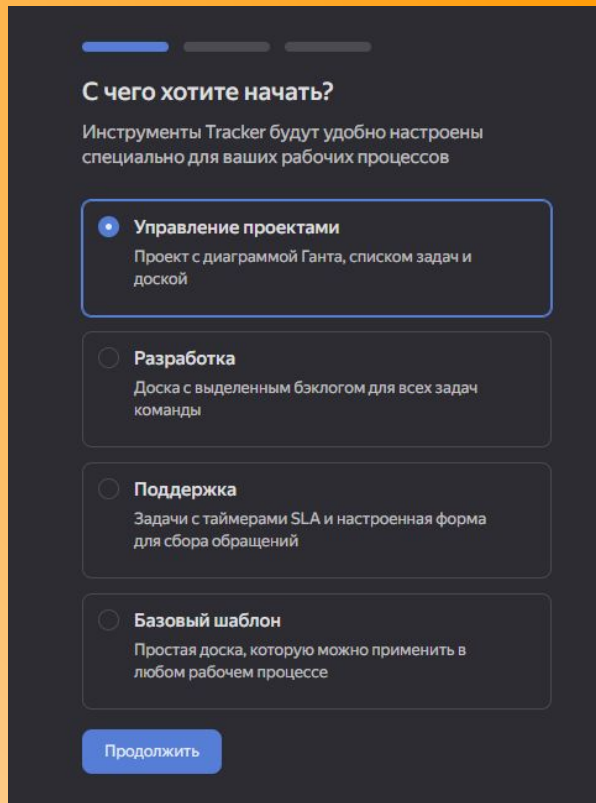 С чего хотите начать?
Инструменты Tracker будут удобно настроены
специально для ваших рабочих процессов
Управление проектами
Проект с диаграммой Ганта, списком задач и
доской
Разработка
Доска с выделенным бэклогом для всех задач
команды
Поддержка
Задачи с таймерами SLA и настроенная форма
для сбора обращений
Базовый шаблон
Простая доска, которую можно применить в
любом рабочем процессе
Продолжить